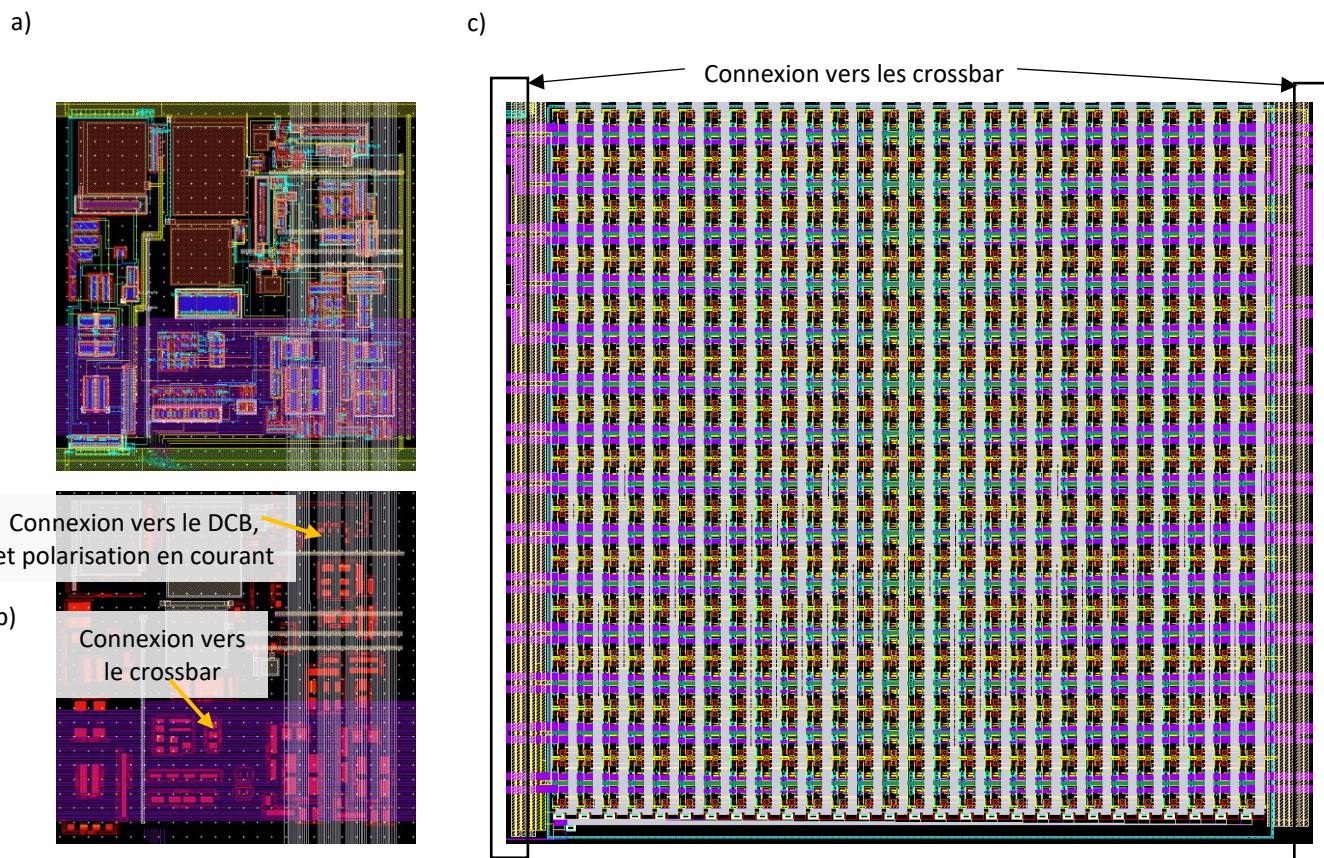 a)
c)
Connexion vers les crossbar
Connexion vers le DCB,
et polarisation en courant
b)
Connexion vers
le crossbar